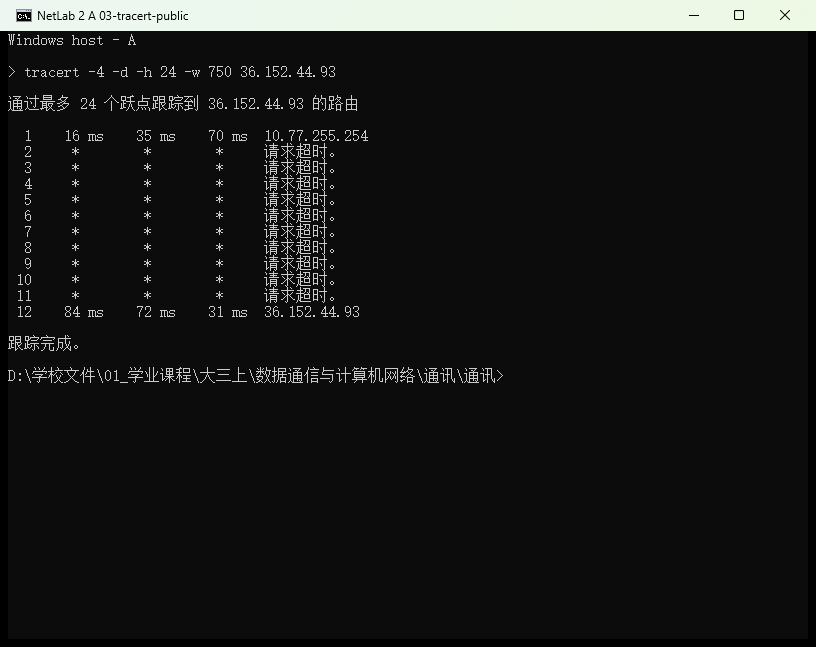 NetLab 2 A 03-tracert-public
Windows host - A
> tracert -4 -d -h 24 -w 750 36.152.44.93
通过最多 24 个跃点跟踪到 36.152.44.93 的路由
1 16 ms 35 ms 70 ms 10.77.255.254
2 * * * 请求超时。
3 * * * 请求超时。
4 * * * 请求超时。
5 * * * 请求超时。
6 * * * 请求超时。
7 * * * 请求超时。
8 * * * 请求超时。
9 * * * 请求超时。
10 * * * 请求超时。
11 * * * 请求超时。
12 84 ms 72 ms 31 ms 36.152.44.93
跟踪完成。
D:\学校文件\01_学业课程\大三上\数据通信与计算机网络\通讯\通讯>